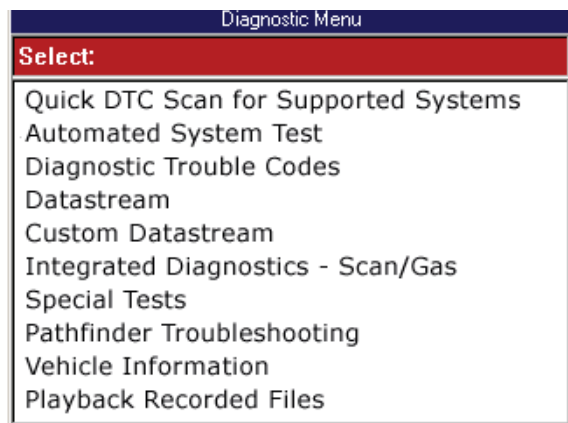 Diagnostic Menu
Select:
Quick DTC Scan for Supported Systems
Automated System Test
Diagnostic Trouble Codes
Datastream
Custom Datastream
Integrated Diagnostics - Scan/Gas
Special Tests
Pathfinder Troubleshooting
Vehicle Information
Playback Recorded Files